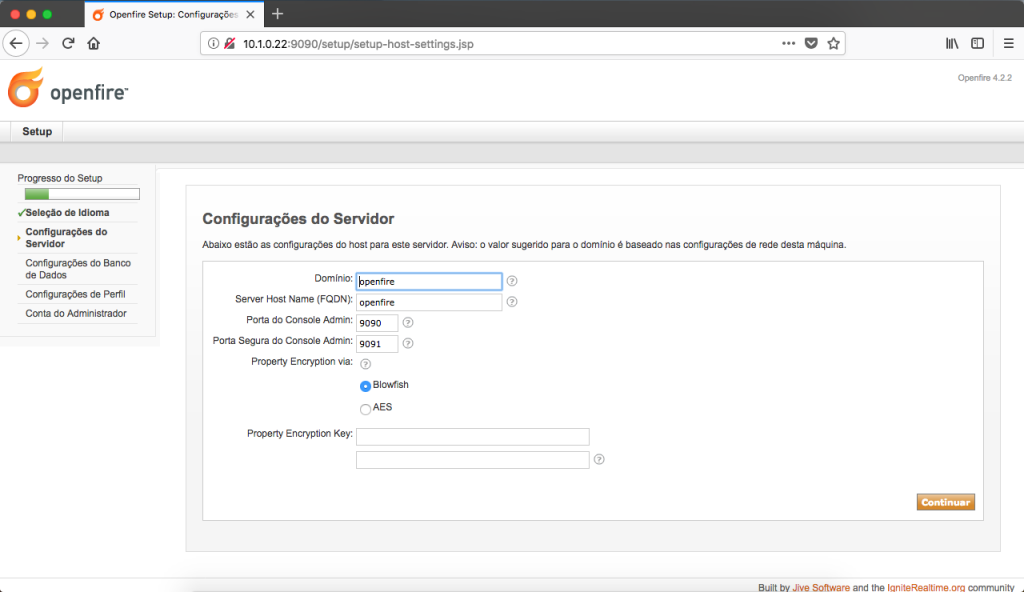 Openfire Setup: Configurações
10.1.0.22:9090/setup/setup-host-settings.jsp
openfire™
Openfire 4.2.2
Setup
Progresso do Setup
Seleção de Idioma
Configurações do
Servidor
Configurações do Banco
de Dados
Configurações de Perfil
Conta do Administrador
Configurações do Servidor
Abaixo estão as configurações do host para este servidor. Aviso: o valor sugerido para o domínio é baseado nas configurações de rede desta máquina.
Domínio: openfire ?
Server Host Name (FQDN): openfire ?
Porta do Console Admin: 9090 ?
Porta Segura do Console Admin: 9091 ?
Property Encryption via: ?
Blowfish
AES
Property Encryption Key:
?
Continuar
Built by Jive Software and the IgniteRealtime.org community